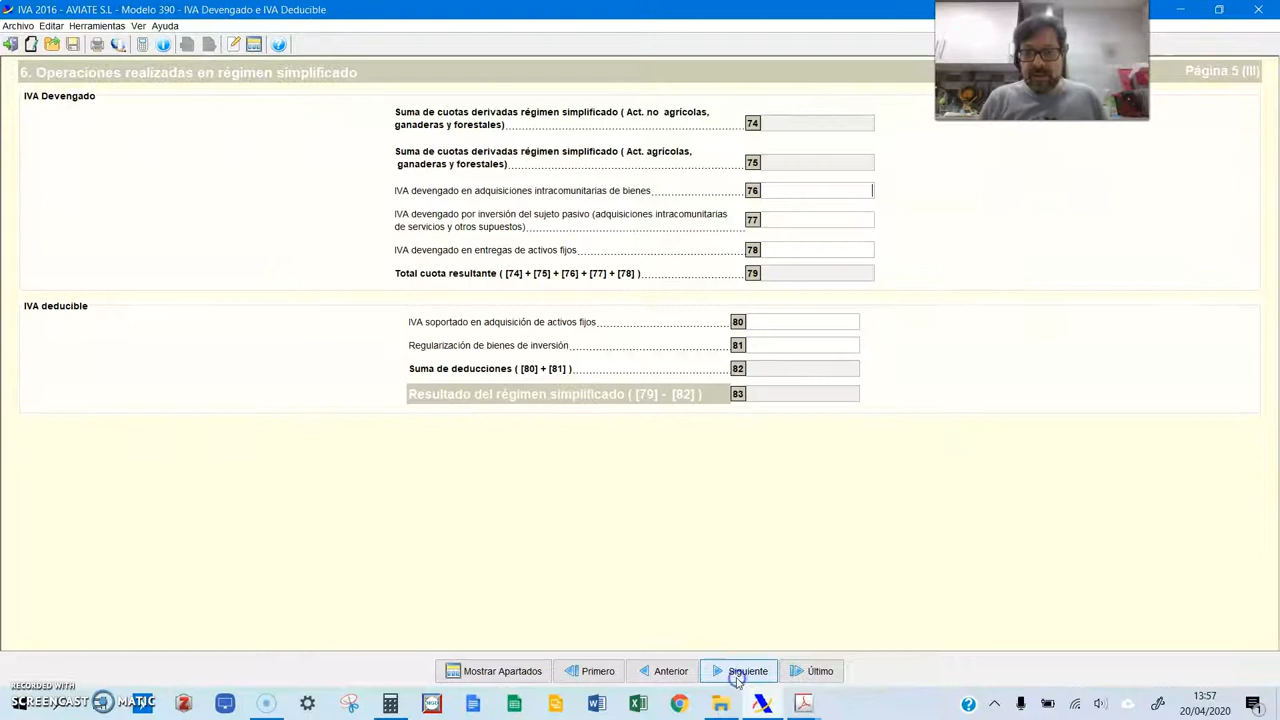 IVA 2016 - AVIATE S.L - Modelo 390 - IVA Devengado e IVA Deducible
Archivo Editar Herramientas Ver Ayuda
6. Operaciones realizadas en régimen simplificado
Página 5 (III)
IVA Devengado
Suma de cuotas derivadas régimen simplificado ( Act. no agrícolas,
ganaderas y forestales)
74
Suma de cuotas derivadas régimen simplificado ( Act. agrícolas,
ganaderas y forestales)
75
IVA devengado en adquisiciones intracomunitarias de bienes
76
IVA devengado por inversión del sujeto pasivo (adquisiciones intracomunitarias
de servicios y otros supuestos)
77
IVA devengado en entregas de activos fijos
78
Total cuota resultante ( [74] + [75] + [76] + [77] + [78] )
79
IVA deducible
IVA soportado en adquisición de activos fijos
80
Regularización de bienes de inversión
81
Suma de deducciones ( [80] + [81] )
82
Resultado del régimen simplificado ( [79] - [82] )
83
Mostrar Apartados Primero Anterior Siguiente Último
RECORDED WITH
SCREENCAST MATIC
13:57
20/04/2020